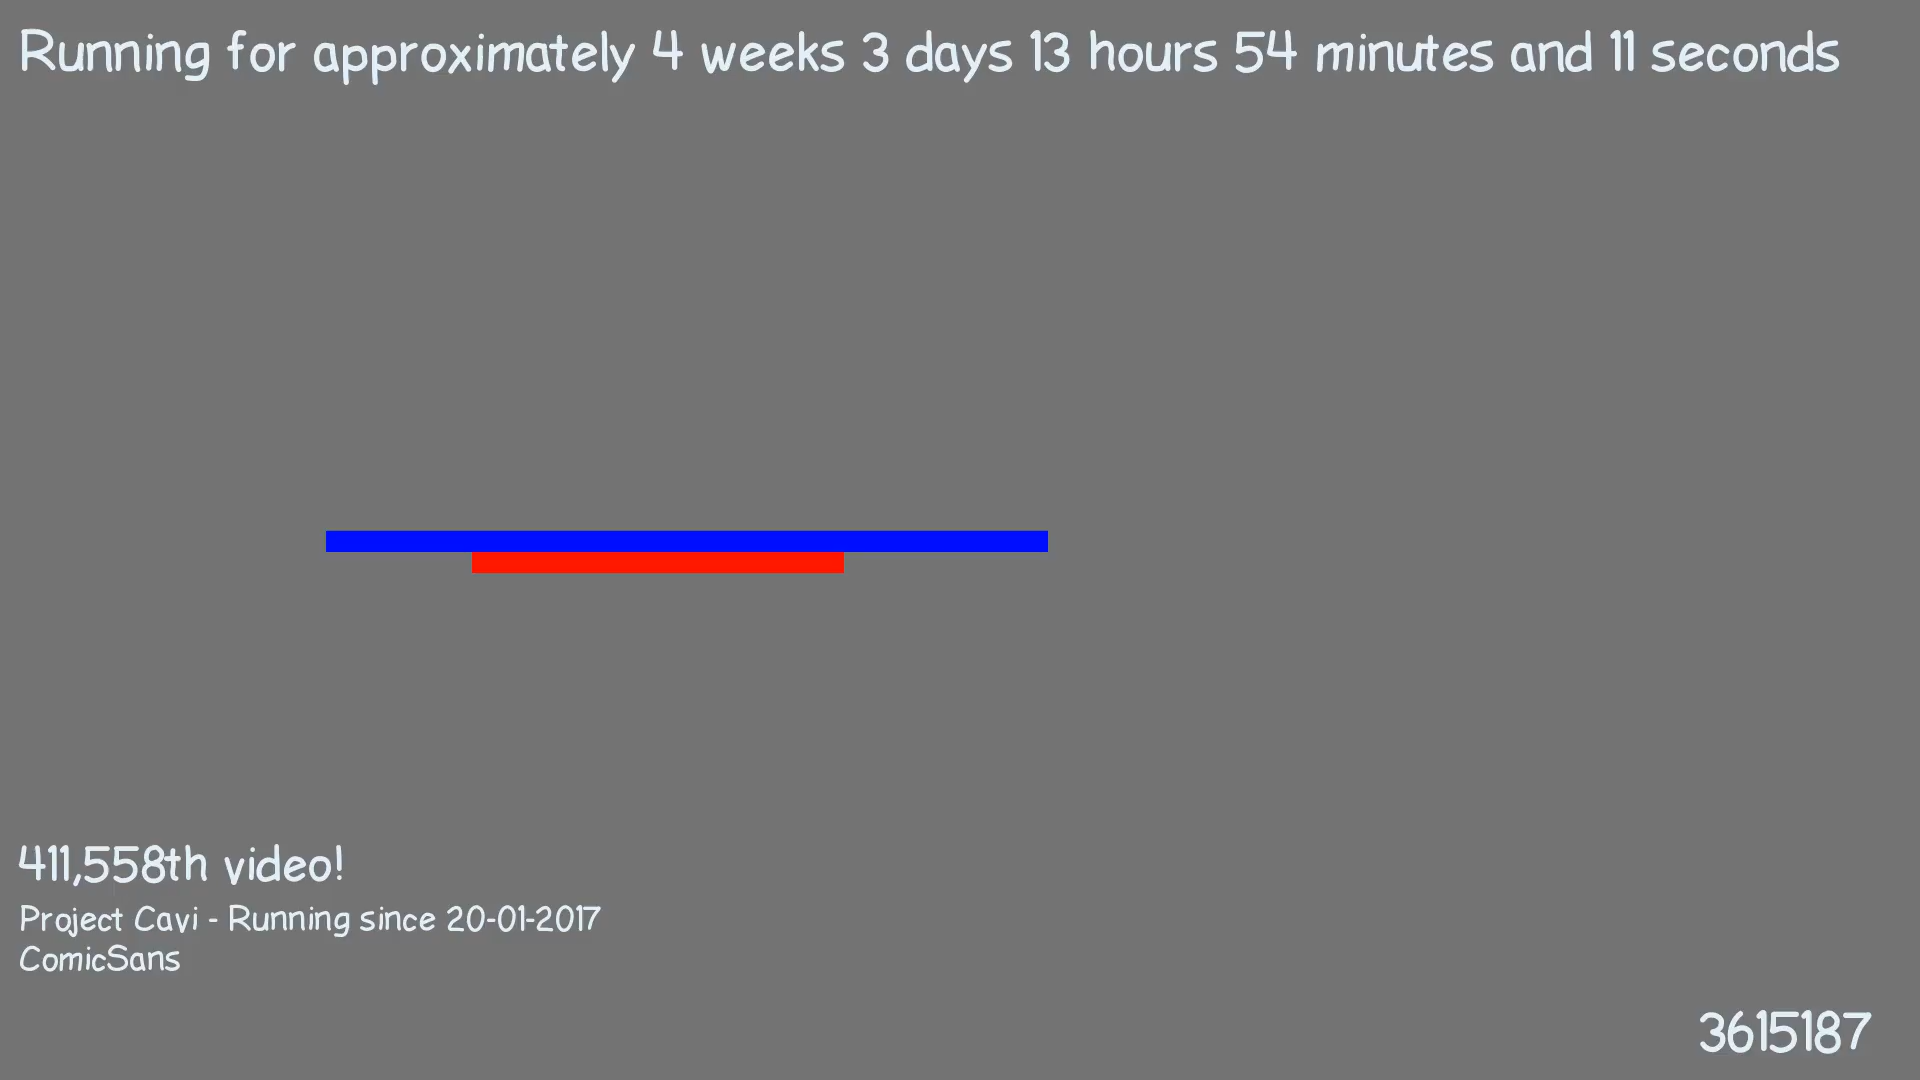 Running for approximately 4 weeks 3 days 13 hours 54 minutes and 11 seconds
411,558th video!
Project Cavi - Running since 20-01-2017
ComicSans
3615187